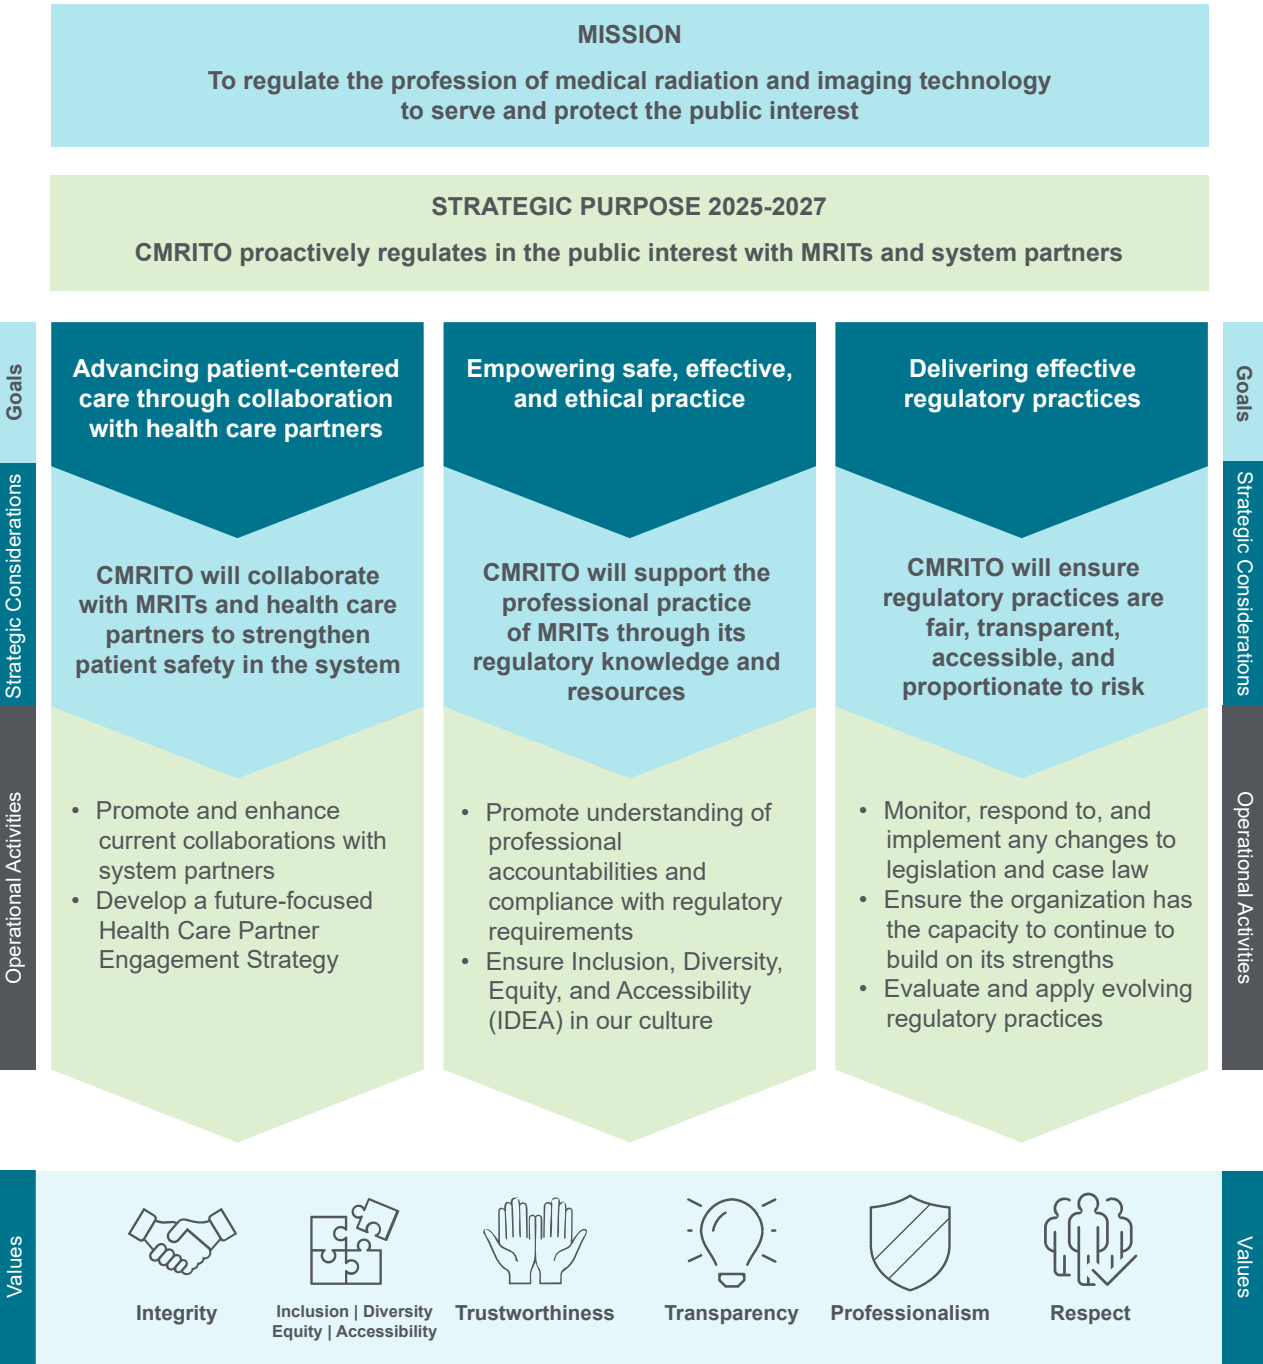 MISSION
To regulate the profession of medical radiation and imaging technology
to serve and protect the public interest
STRATEGIC PURPOSE 2025-2027
CMRITO proactively regulates in the public interest with MRITs and system partners
Goals
Advancing patient-centered
care through collaboration
with health care partners
Empowering safe, effective,
and ethical practice
Delivering effective
regulatory practices
Goals
Strategic Considerations
CMRITO will collaborate
with MRITs and health care
partners to strengthen
patient safety in the system
CMRITO will support the
professional practice
of MRITs through its
regulatory knowledge and
resources
CMRITO will ensure
regulatory practices are
fair, transparent,
accessible, and
proportionate to risk
Strategic Considerations
Operational Activities
• Promote and enhance
current collaborations with
system partners
• Develop a future-focused
Health Care Partner
Engagement Strategy
• Promote understanding of
professional
accountabilities and
compliance with regulatory
requirements
• Ensure Inclusion, Diversity,
Equity, and Accessibility
(IDEA) in our culture
• Monitor, respond to, and
implement any changes to
legislation and case law
• Ensure the organization has
the capacity to continue to
build on its strengths
• Evaluate and apply evolving
regulatory practices
Operational Activities
Values
Integrity
Inclusion | Diversity
Equity | Accessibility
Trustworthiness
Transparency
Professionalism
Respect
Values